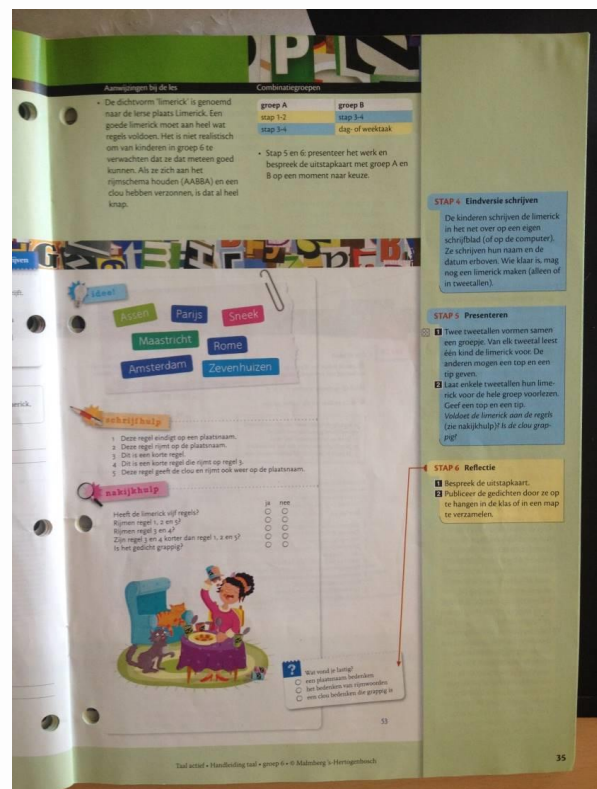 Aanwijzingen bij de les
• De dichtvorm 'limerick' is genoemd
naar de Ierse plaats Limerick. Een
goede limerick moet aan heel wat
regels voldoen. Het is niet realistisch
om van kinderen in groep 6 te
verwachten dat ze dat meteen goed
kunnen. Als ze zich aan het
rijmschema houden (AABBA) en een
clou hebben verzonnen, is dat al heel
knap.
Combinatiegroepen
groep A groep B
stap 1-2 stap 3-4
stap 3-4 dag- of weektaak
• Stap 5 en 6: presenteer het werk en
bespreek de uitstapkaart met groep A en
B op een moment naar keuze.
STAP 4 Eindversie schrijven
De kinderen schrijven de limerick
in het net over op een eigen
schrijfblad (of op de computer).
Ze schrijven hun naam en de
datum erboven. Wie klaar is, mag
nog een limerick maken (alleen of
in tweetallen).
STAP 5 Presenteren
1 Twee tweetallen vormen samen
een groepje. Van elk tweetal leest
één kind de limerick voor. De
anderen mogen een top en een
tip geven.
2 Laat enkele tweetallen hun lime-
rick voor de hele groep voorlezen.
Geef een top en een tip.
Voldoet de limerick aan de regels
(zie nakijkhulp)? Is de clou grap-
pig?
STAP 6 Reflectie
1 Bespreek de uitstapkaart.
2 Publiceer de gedichten door ze op
te hangen in de klas of in een map
te verzamelen.
idee!
Assen Parijs Sneek
Maastricht Rome
Amsterdam Zevenhuizen
schrijfhulp
1 Deze regel eindigt op een plaatsnaam.
2 Deze regel rijmt op de plaatsnaam.
3 Dit is een korte regel.
4 Dit is een korte regel die rijmt op regel 3.
5 Deze regel geeft de clou en rijmt ook weer op de plaatsnaam.
nakijkhulp
ja nee
Heeft de limerick vijf regels?
Rijmen regel 1, 2 en 5?
Rijmen regel 3 en 4?
Zijn regel 3 en 4 korter dan regel 1, 2 en 5?
Is het gedicht grappig?
? Wat vond je lastig?
een plaatsnaam bedenken
het bedenken van rijmwoorden
een clou bedenken die grappig is
53
Taal actief • Handleiding taal • groep 6 • © Malmberg 's-Hertogenbosch
35